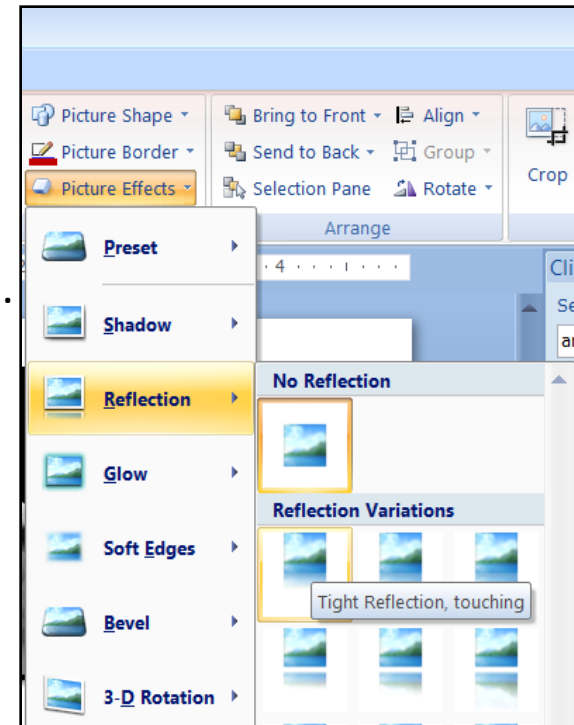 Picture Shape
Bring to Front
Align
Picture Border
Send to Back
Group
Crop
Picture Effects
Selection Pane
Rotate
Arrange
Preset
4
Cli
Se
Shadow
ar
Reflection
No Reflection
Glow
Reflection Variations
Soft Edges
Tight Reflection, touching
Bevel
3-D Rotation